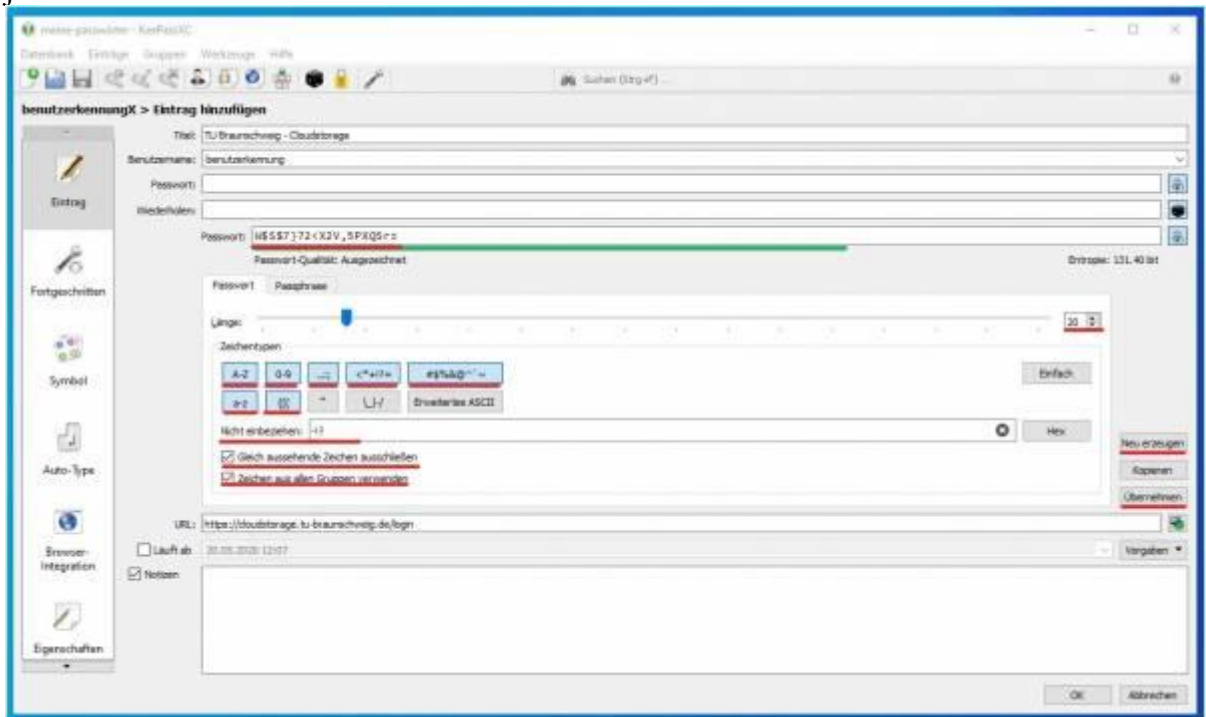 meine-passwörter - KeePassXC
Datenbank Einträge Gruppen Werkzeuge Hilfe
Suchen (Strg+F) ...
benutzerkennungX > Eintrag hinzufügen
Titel: TU Braunschweig - Cloudstorage
Benutzername: benutzerkennung
Passwort:
Wiederholen:
Passwort:
Passwort-Qualität: Ausgezeichnet
Entropie: 131.40 bit
Passwort Passphrase
Länge: 20
Zeichentypen
A-Z 0-9
a-z Erweitertes ASCII
Einfach
Nicht einbeziehen:
Hex
Gleich aussehende Zeichen ausschließen
Zeichen aus allen Gruppen verwenden
Neu erzeugen
Kopieren
Übernehmen
URL: https://cloudstorage.tu-braunschweig.de/login
Läuft ab:
Vorgaben
Notizen
Eintrag
Fortgeschritten
Symbol
Auto-Type
Browser-Integration
Eigenschaften
OK Abbrechen